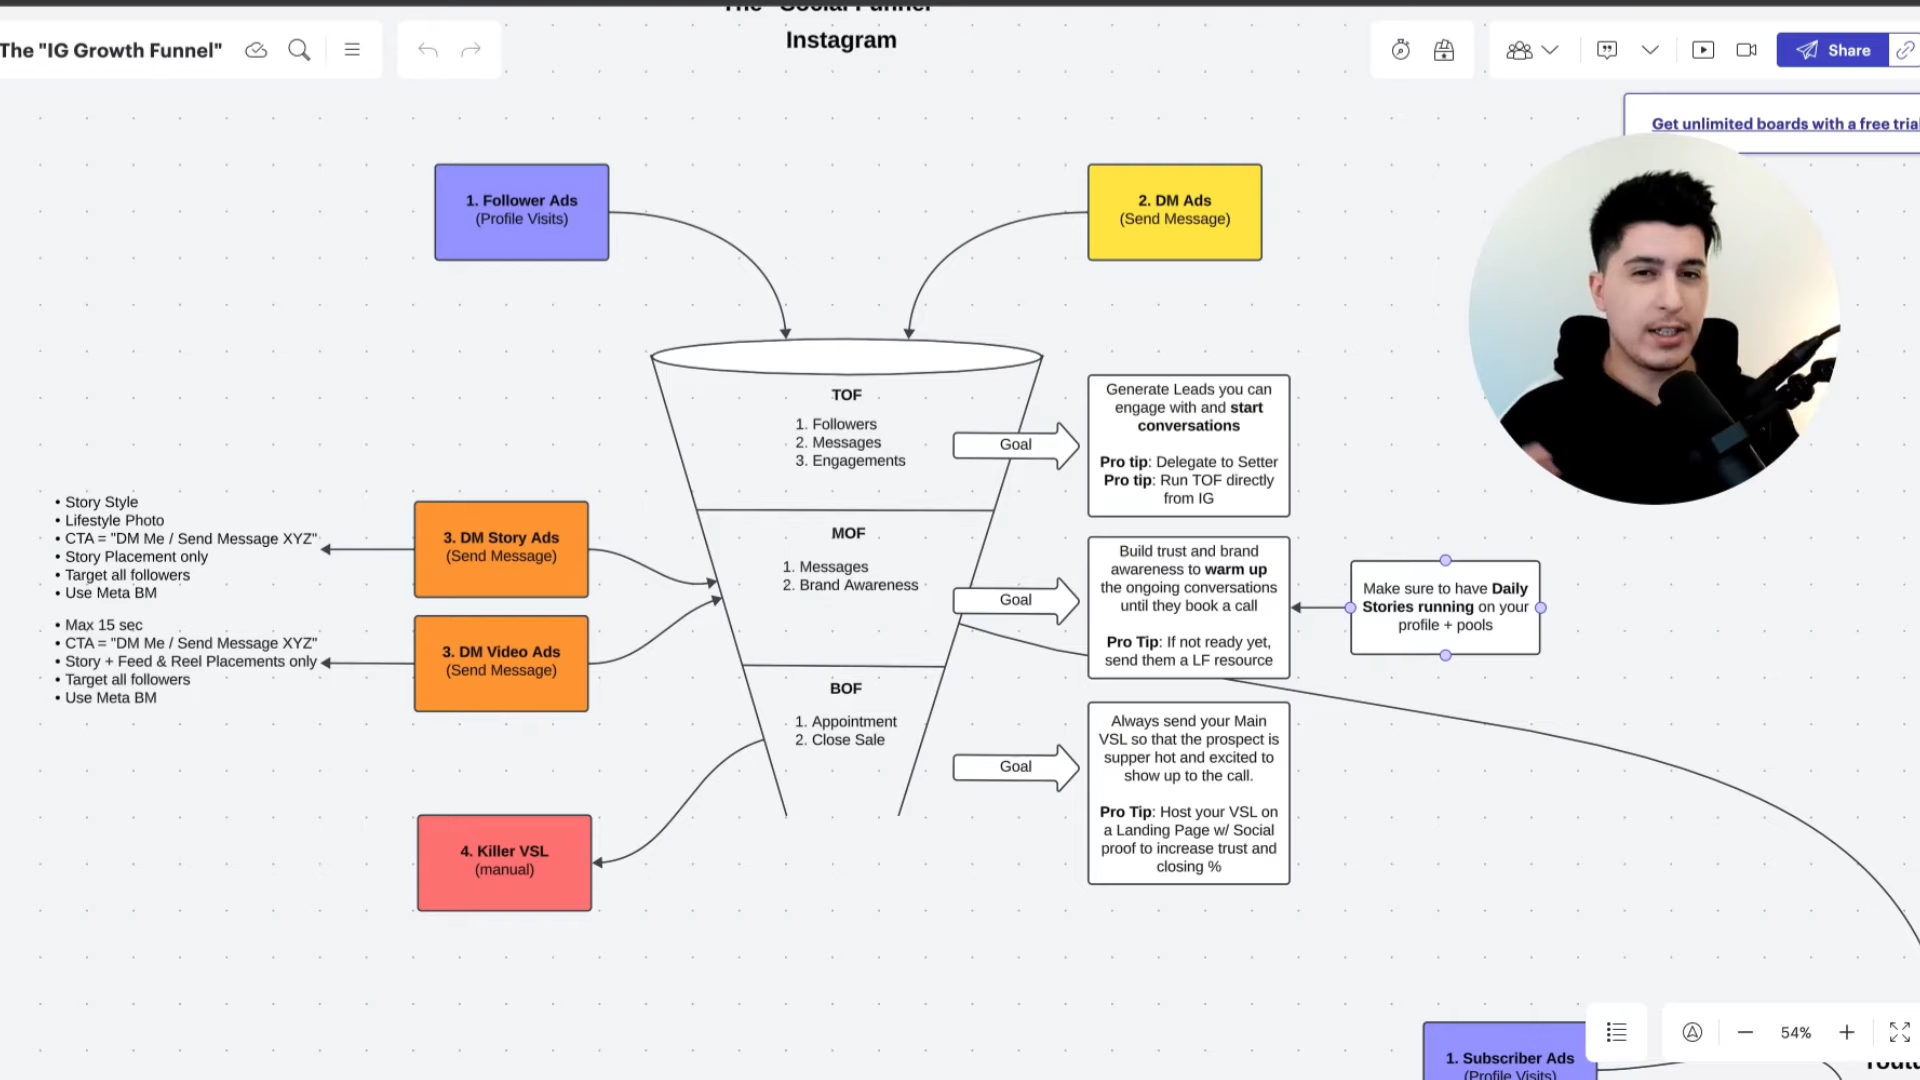 The "Social Funnel"
Instagram
The "IG Growth Funnel"
Share
Get unlimited boards with a free trial
1. Follower Ads
(Profile Visits)
2. DM Ads
(Send Message)
TOF
1. Followers
2. Messages
3. Engagements
Goal
Generate Leads you can
engage with and start
conversations
Pro tip: Delegate to Setter
Pro tip: Run TOF directly
from IG
• Story Style
• Lifestyle Photo
• CTA = "DM Me / Send Message XYZ"
• Story Placement only
• Target all followers
• Use Meta BM
3. DM Story Ads
(Send Message)
MOF
1. Messages
2. Brand Awareness
Goal
Build trust and brand
awareness to warm up
the ongoing conversations
until they book a call
Pro Tip: If not ready yet,
send them a LF resource
Make sure to have Daily
Stories running on your
profile + pools
• Max 15 sec
• CTA = "DM Me / Send Message XYZ"
• Story + Feed & Reel Placements only
• Target all followers
• Use Meta BM
3. DM Video Ads
(Send Message)
BOF
1. Appointment
2. Close Sale
Goal
Always send your Main
VSL so that the prospect is
supper hot and excited to
show up to the call.
Pro Tip: Host your VSL on
a Landing Page w/ Social
proof to increase trust and
closing %
4. Killer VSL
(manual)
54%
1. Subscriber Ads
(Profile Visits)